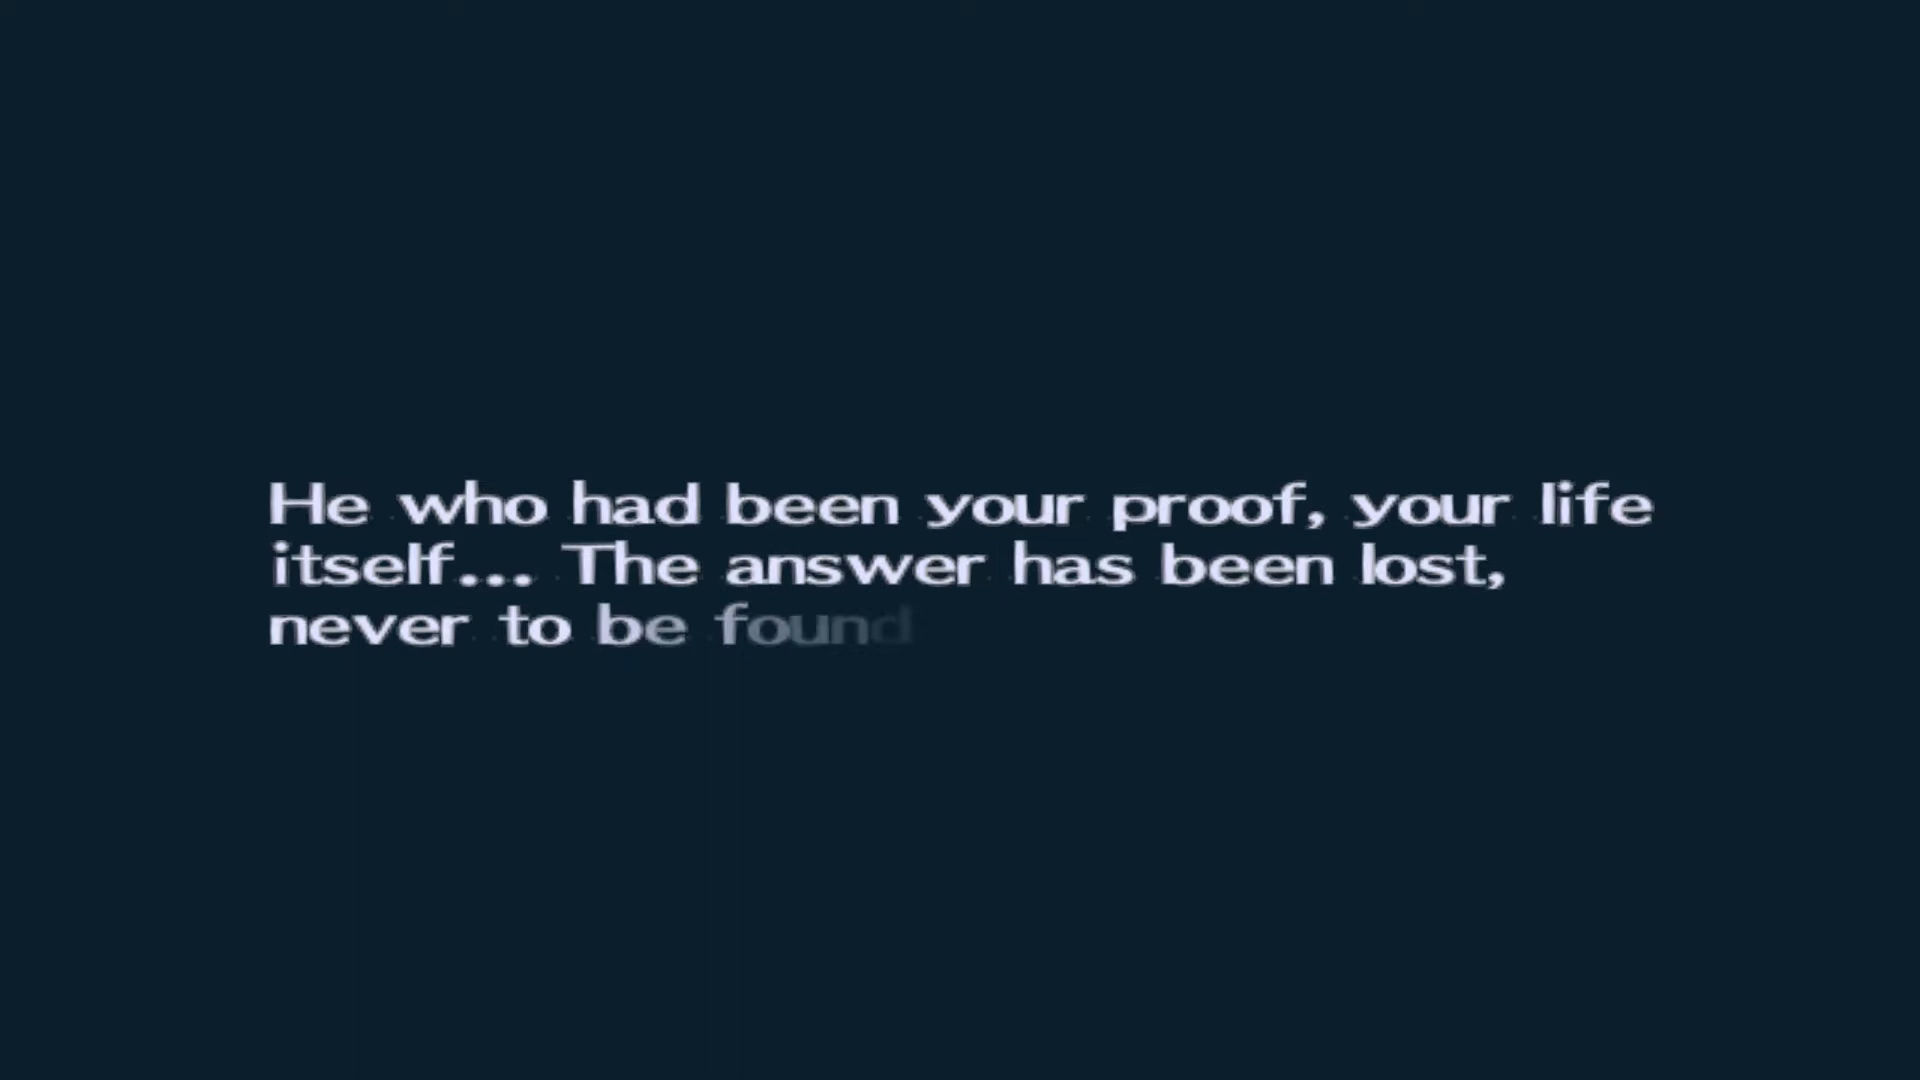 He who had been your proof, your life
itself... The answer has been lost,
never to be found